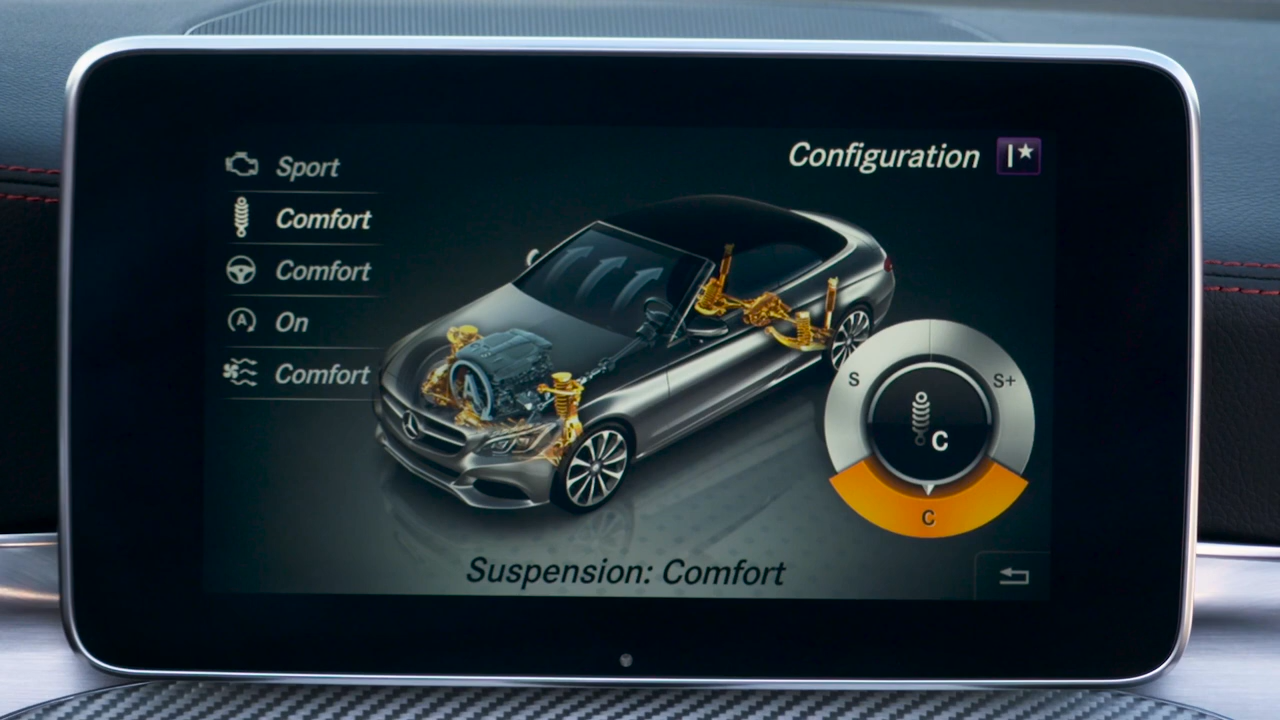 Configuration I★
Sport
Comfort
Comfort
A On
Comfort
A
S
S+
C
C
Suspension: Comfort